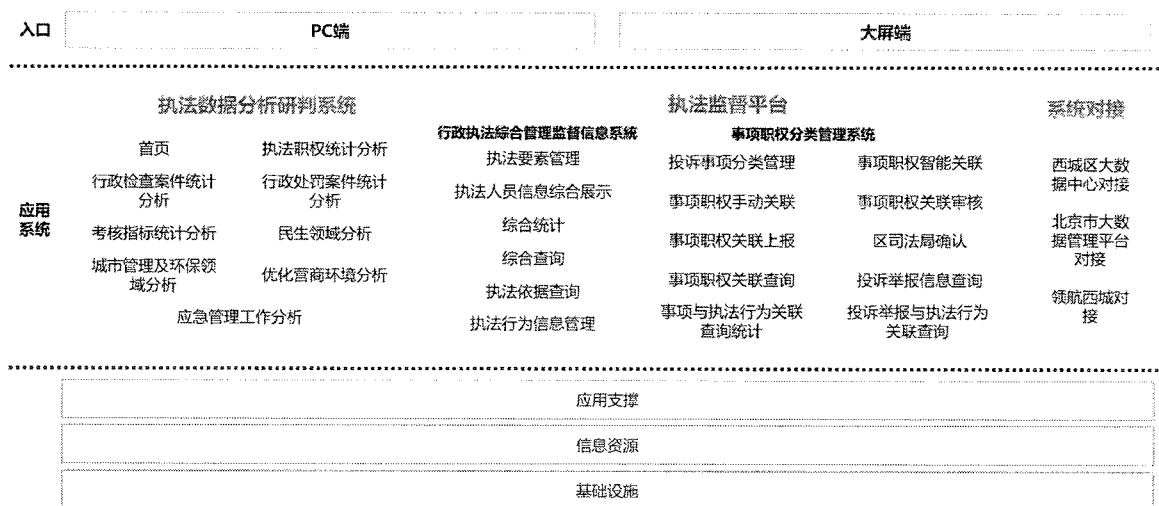 入口
PC端
大屏端
应用
系统
执法数据分析研判系统
首页
执法职权统计分析
行政检查案件统计
分析
行政处罚案件统计
分析
考核指标统计分析
民生领域分析
城市管理及环保领
域分析
优化营商环境分析
应急管理工作分析
执法监督平台
行政执法综合管理监督信息系统
执法要素管理
执法人员信息综合展示
综合统计
综合查询
执法依据查询
执法行为信息管理
事项职权分类管理系统
投诉事项分类管理
事项职权智能关联
事项职权手动关联
事项职权关联审核
事项职权关联上报
区司法局确认
事项职权关联查询
投诉举报信息查询
事项与执法行为关联
查询统计
投诉举报与执法行为
关联查询
系统对接
西城区大数
据中心对接
北京市大数
据管理平台
对接
领航西城对
接
应用支撑
信息资源
基础设施